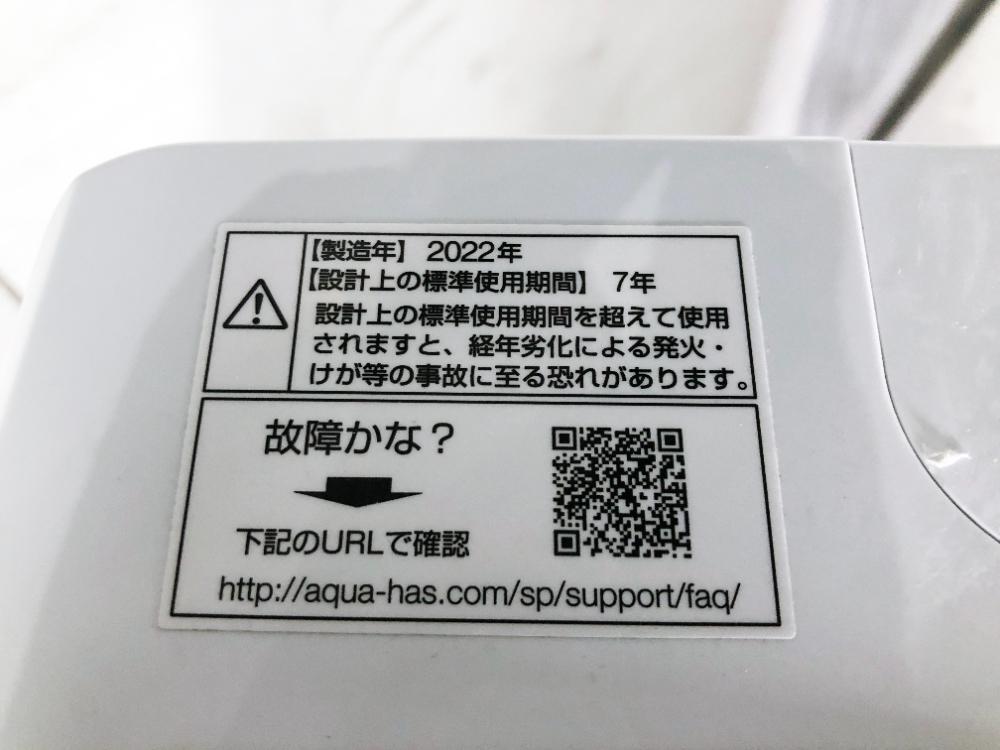 【製造年】 2022年
【設計上の標準使用期間】 7年
設計上の標準使用期間を超えて使用
されますと、経年劣化による発火・
けが等の事故に至る恐れがあります。
故障かな？
下記のURLで確認
http://aqua-has.com/sp/support/faq/